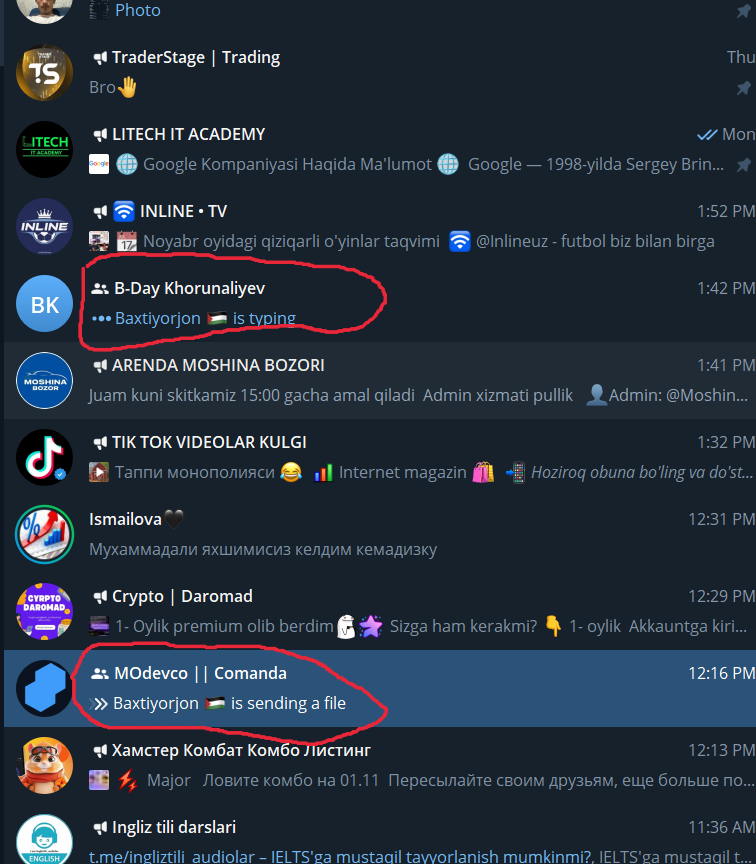 Photo
TraderStage | Trading
Thu
Bro👋
LITECH IT ACADEMY
Mon
Google Kompaniyasi Haqida Ma'lumot 🌐 Google — 1998-yilda Sergey Brin...
INLINE • TV
1:52 PM
Noyabr oyidagi qiziqarli o'yinlar taqvimi @Inlineuz - futbol biz bilan birga
BK
B-Day Khorunaliyev
1:42 PM
Baxtiyorjon 🇵🇸 is typing
ARENDA MOSHINA BOZORI
1:41 PM
Juam kuni skitkamiz 15:00 gacha amal qiladi Admin xizmati pullik 👤Admin: @Moshin...
TIK TOK VIDEOLAR KULGI
1:32 PM
Таппи монополияси 😂 📊 Internet magazin 🛍 📲 Hoziroq obuna bo'ling va do'st...
Ismailova🖤
12:31 PM
Мухаммадали яхшимисиз келдим кемадизку
Crypto | Daromad
12:29 PM
1- Oylik premium olib berdim Sizga ham kerakmi? 👇 1- oylik Akkauntga kiri...
MOdevco || Comanda
12:16 PM
Baxtiyorjon 🇵🇸 is sending a file
Хамстер Комбат Комбо Листинг
12:13 PM
Major Ловите комбо на 01.11 Пересылайте своим друзьям, еще больше по...
Ingliz tili darslari
11:36 AM
t.me/ingliztili_audiolar – IELTS'ga mustaqil tayyorlanish mumkinmi?, IELTS'ga mustaqil t...
TS
LITECH
IT ACADEMY
INLINE
MOSHINA
BOZOR
CYRPTO
DAROMAD
ENGLISH